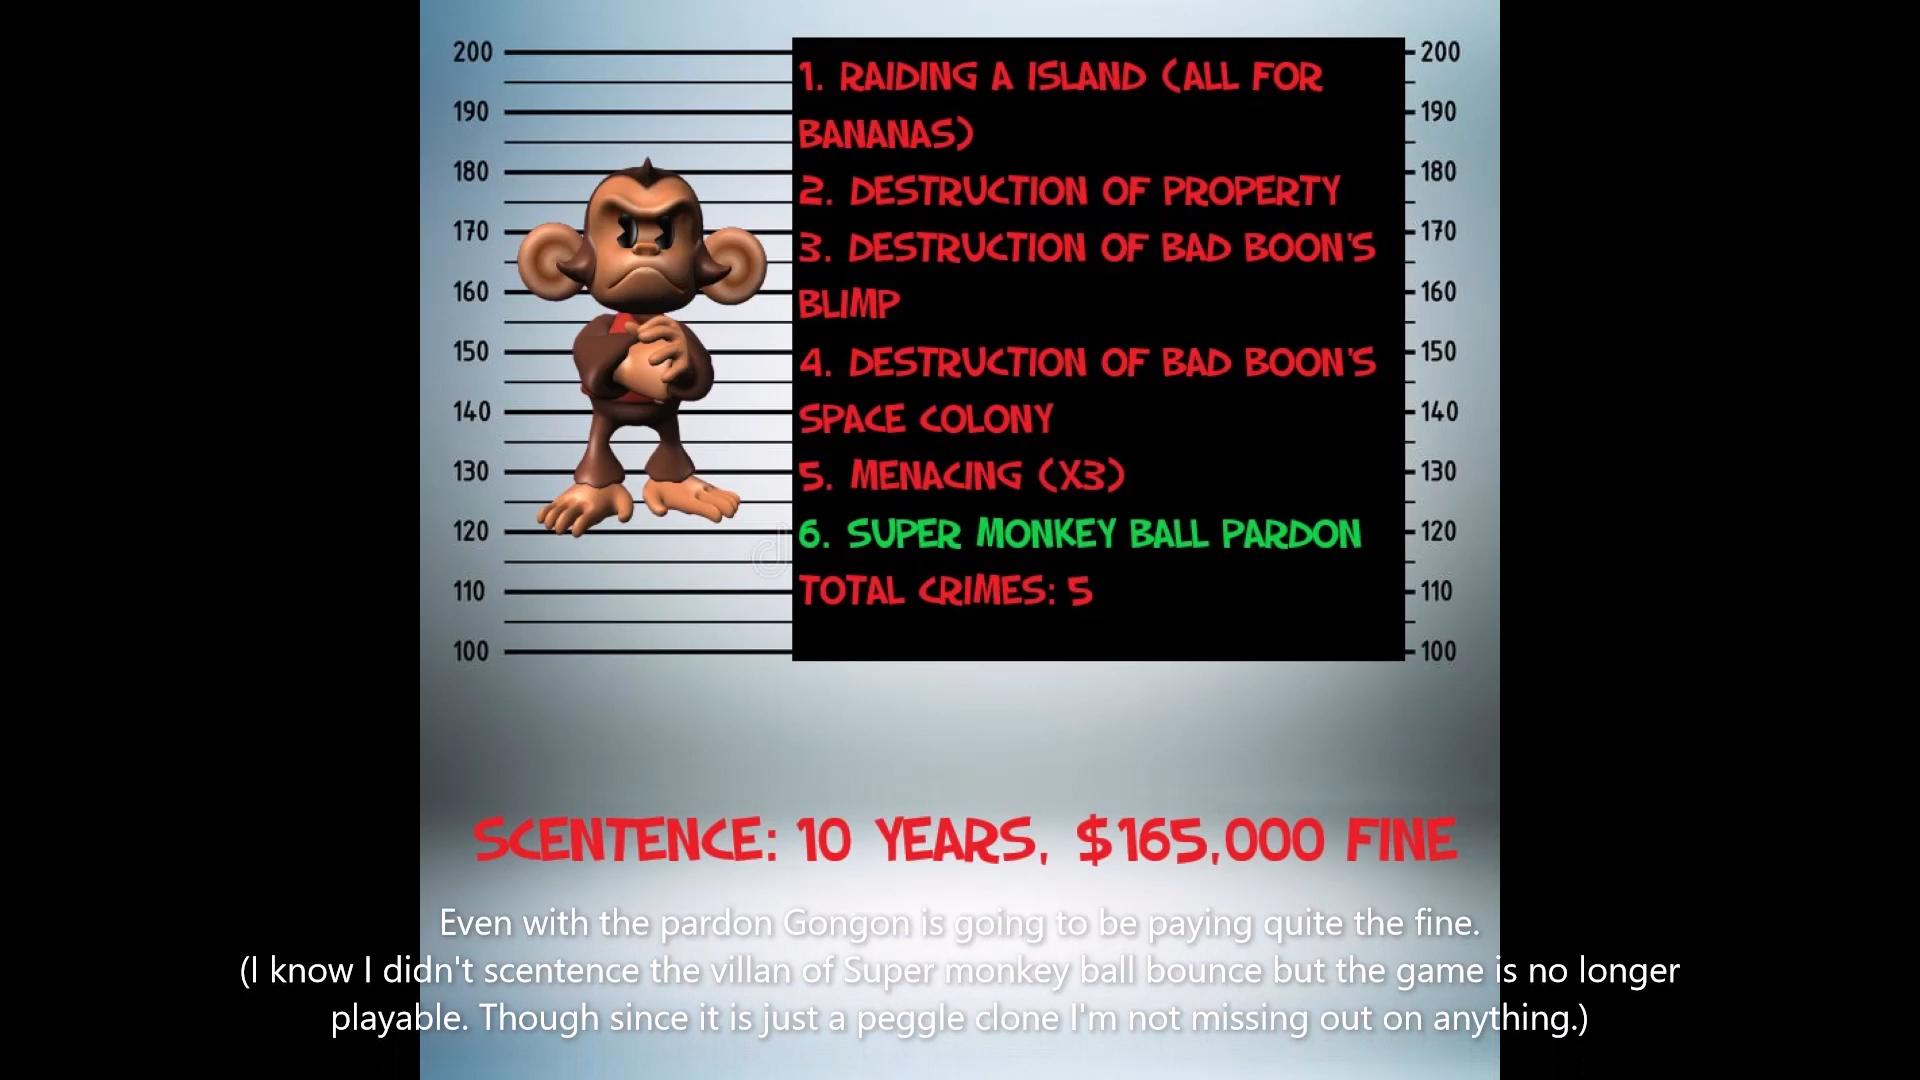 200
190
180
170
160
150
140
130
120
110
100
1. RAIDING A ISLAND (ALL FOR
BANANAS)
2. DESTRUCTION OF PROPERTY
3. DESTRUCTION OF BAD BOON'S
BLIMP
4. DESTRUCTION OF BAD BOON'S
SPACE COLONY
5. MENACING (X3)
6. SUPER MONKEY BALL PARDON
TOTAL CRIMES: 5
200
190
180
170
160
150
140
130
120
110
100
SCENTENCE: 10 YEARS, $165,000 FINE
Even with the pardon Gongon is going to be paying quite the fine.
(I know I didn't scentence the villan of Super monkey ball bounce but the game is no longer
playable. Though since it is just a peggle clone I'm not missing out on anything.)